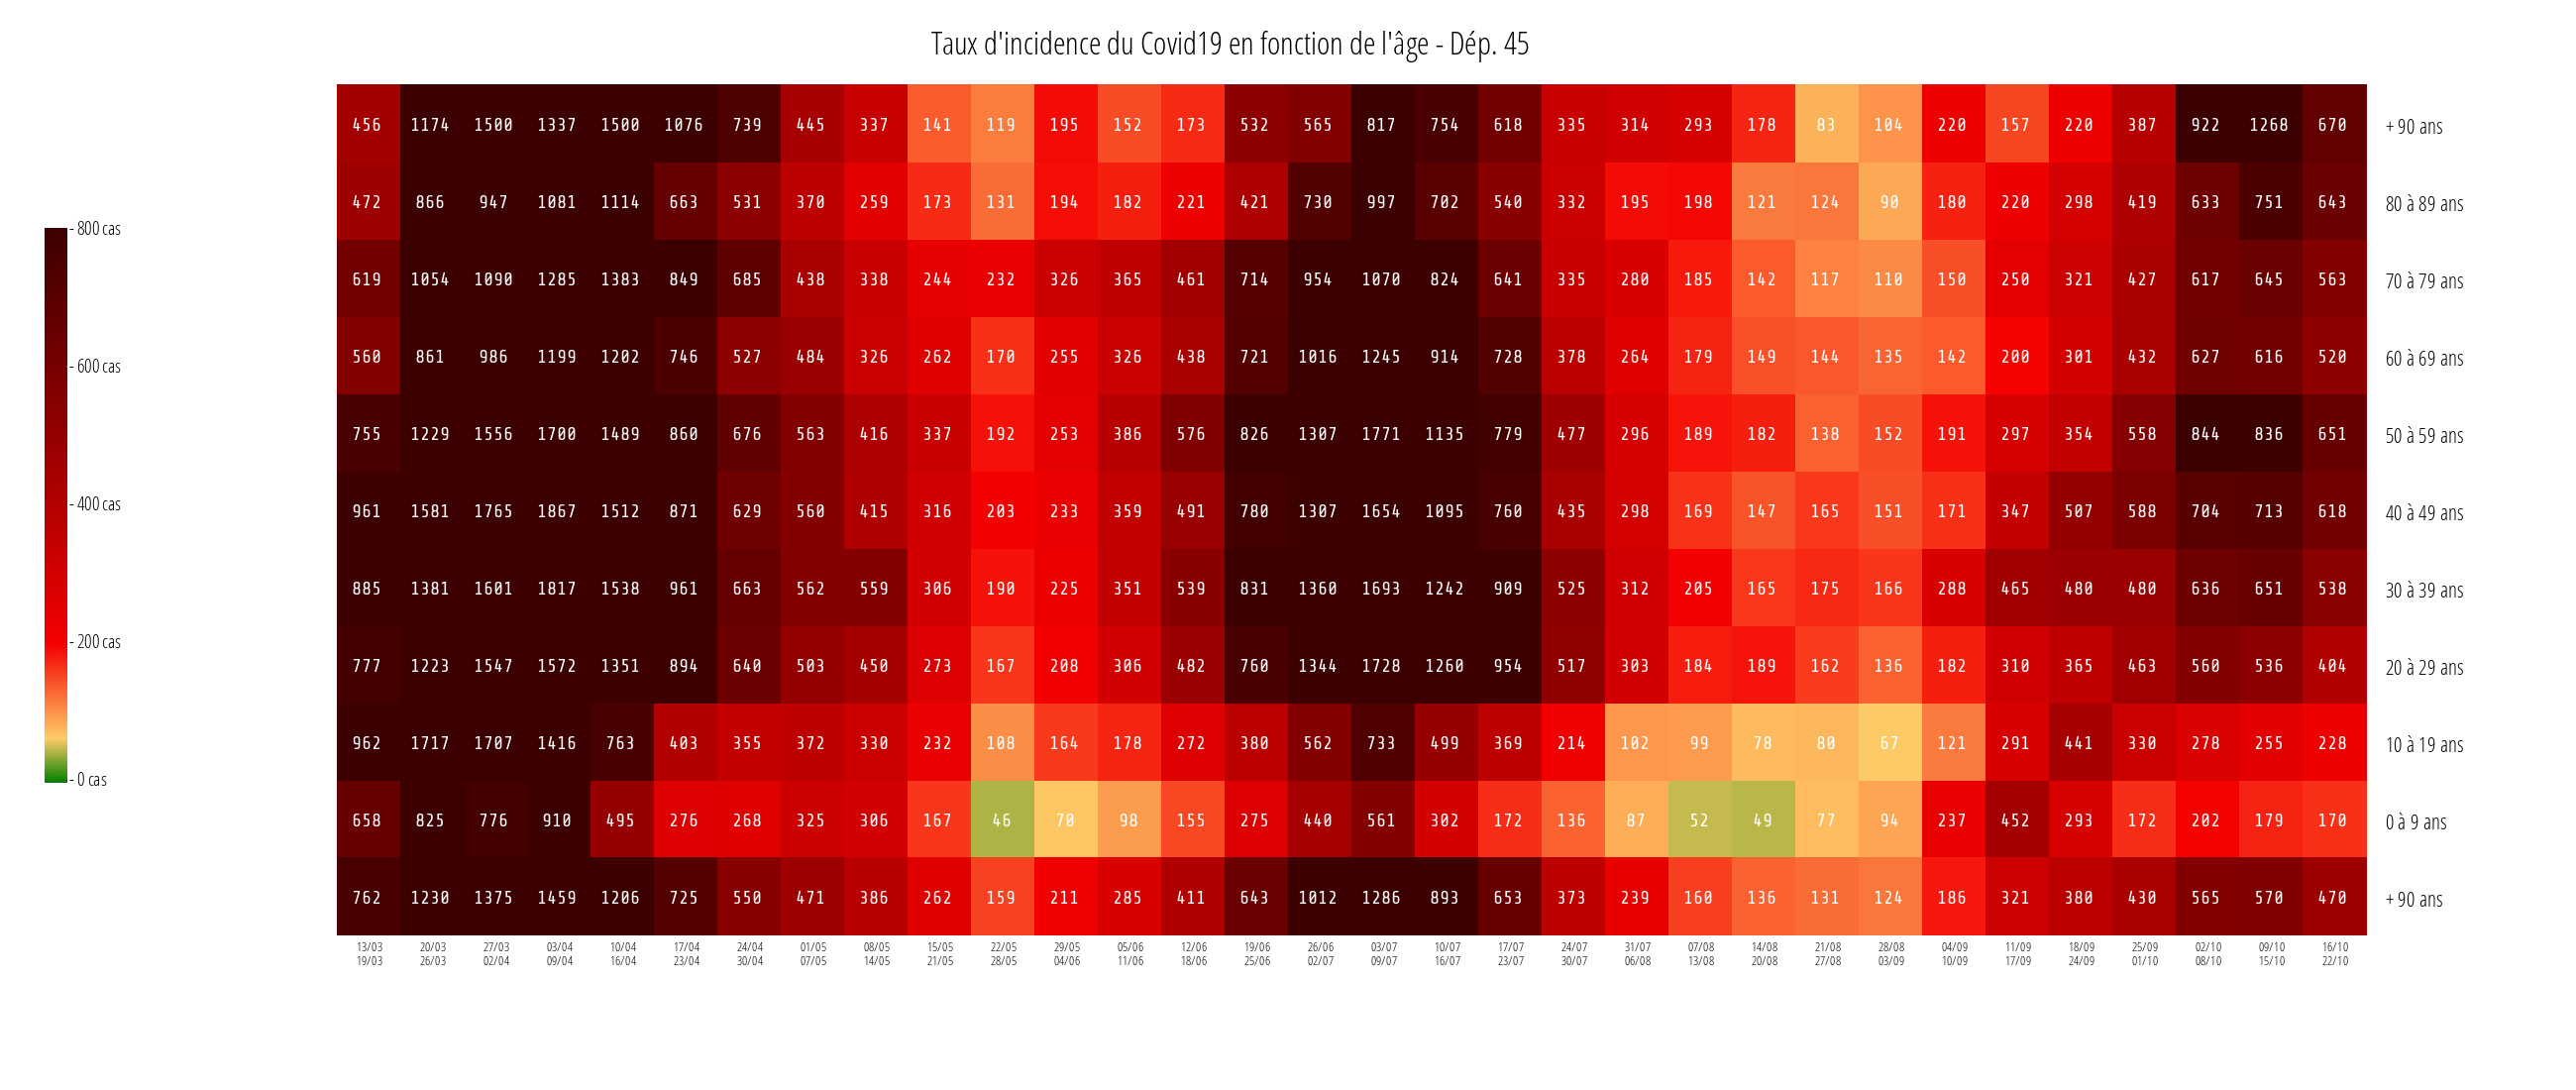 Taux d'incidence du Covid19 en fonction de l'âge - Dép. 45
- 800 cas
- 600 cas
- 400 cas
- 200 cas
- 0 cas
456 1174 1500 1337 1500 1076 739 445 337 141 119 195 152 173 532 565 817 754 618 335 314 293 178 83 104 220 157 220 387 922 1268 670 + 90 ans
472 866 947 1081 1114 663 531 370 259 173 131 194 182 221 421 730 997 702 540 332 195 198 121 124 90 180 220 298 419 633 751 643 80 à 89 ans
619 1054 1090 1285 1383 849 685 438 338 244 232 326 365 461 714 954 1070 824 641 335 280 185 142 117 110 150 250 321 427 617 645 563 70 à 79 ans
560 861 986 1199 1202 746 527 484 326 262 170 255 326 438 721 1016 1245 914 728 378 264 179 149 144 135 142 200 301 432 627 616 520 60 à 69 ans
755 1229 1556 1700 1489 860 676 563 416 337 192 253 386 576 826 1307 1771 1135 779 477 296 189 182 138 152 191 297 354 558 844 836 651 50 à 59 ans
961 1581 1765 1867 1512 871 629 560 415 316 203 233 359 491 780 1307 1654 1095 760 435 298 169 147 165 151 171 347 507 588 704 713 618 40 à 49 ans
885 1381 1601 1817 1538 961 663 562 559 306 190 225 351 539 831 1360 1693 1242 909 525 312 205 165 175 166 288 465 480 480 636 651 538 30 à 39 ans
777 1223 1547 1572 1351 894 640 503 450 273 167 208 306 482 760 1344 1728 1260 954 517 303 184 189 162 136 182 310 365 463 560 536 404 20 à 29 ans
962 1717 1707 1416 763 403 355 372 330 232 108 164 178 272 380 562 733 499 369 214 102 99 78 80 67 121 291 441 330 278 255 228 10 à 19 ans
658 825 776 910 495 276 268 325 306 167 46 70 98 155 275 440 561 302 172 136 87 52 49 77 94 237 452 293 172 202 179 170 0 à 9 ans
762 1230 1375 1459 1206 725 550 471 386 262 159 211 285 411 643 1012 1286 893 653 373 239 160 136 131 124 186 321 380 430 565 570 470 + 90 ans
13/03 20/03 27/03 03/04 10/04 17/04 24/04 01/05 08/05 15/05 22/05 29/05 05/06 12/06 19/06 26/06 03/07 10/07 17/07 24/07 31/07 07/08 14/08 21/08 28/08 04/09 11/09 18/09 25/09 02/10 09/10 16/10
19/03 26/03 02/04 09/04 16/04 23/04 30/04 07/05 14/05 21/05 28/05 04/06 11/06 18/06 25/06 02/07 09/07 16/07 23/07 30/07 06/08 13/08 20/08 27/08 03/09 10/09 17/09 24/09 01/10 08/10 15/10 22/10